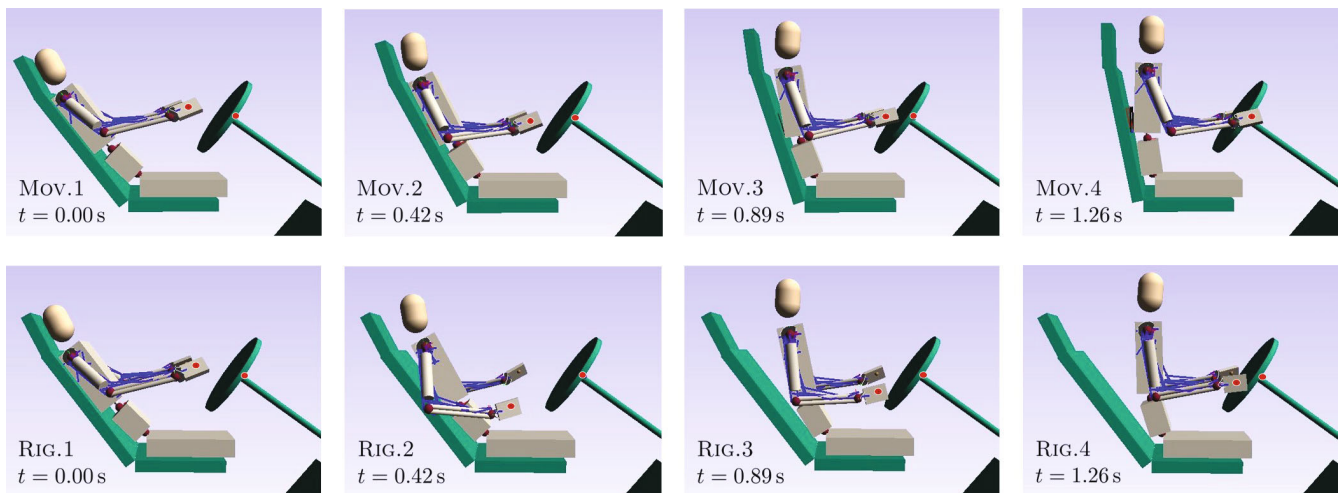 MOV.1
t = 0.00 s
MOV.2
t = 0.42 s
MOV.3
t = 0.89 s
MOV.4
t = 1.26 s
RIG.1
t = 0.00 s
RIG.2
t = 0.42 s
RIG.3
t = 0.89 s
RIG.4
t = 1.26 s